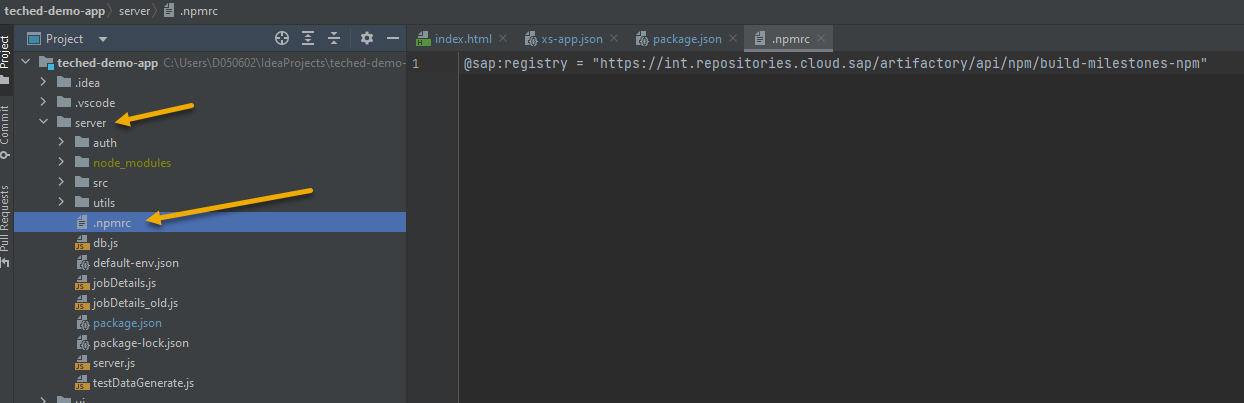 teched-demo-app server .npmrc
Project
Project
index.html xs-app.json package.json .npmrc
teched-demo-app C:\Users\D050602\IdeaProjects\teched-demo-
1 @sap:registry = "https://int.repositories.cloud.sap/artifactory/api/npm/build-milestones-npm"
.idea
.vscode
Commit
server
auth
node_modules
src
Pull Requests
utils
.npmrc
db.js
default-env.json
jobDetails.js
jobDetails_old.js
package.json
package-lock.json
server.js
testDataGenerate.js